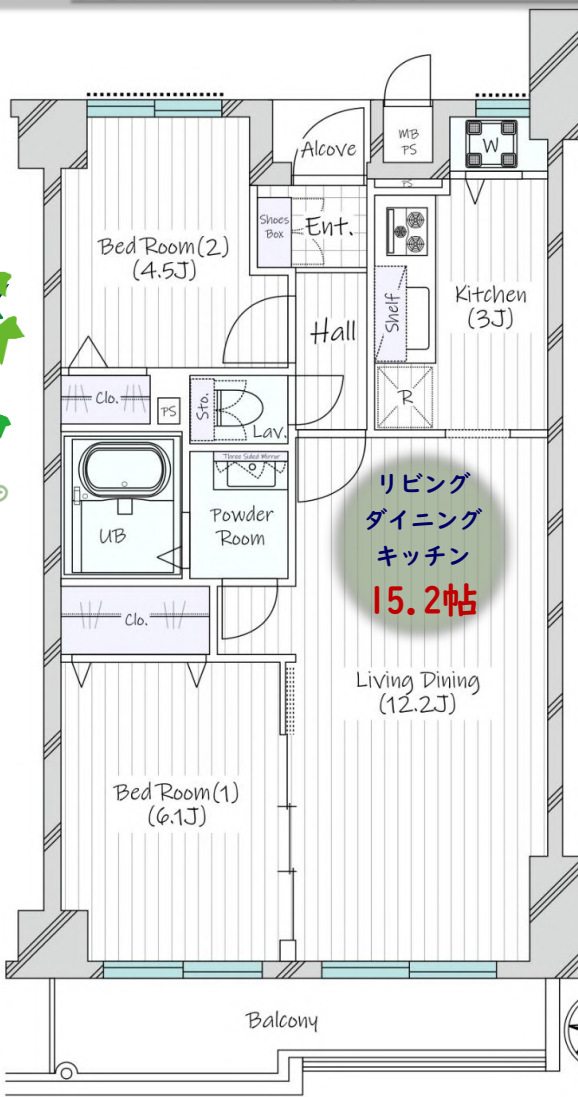 Alcove
MB
PS
W
PS
Shoes
Box
Ent.
Bed Room(2)
(4.5J)
Kitchen
(3J)
Shelf
Hall
R
Clo.
PS
Sto.
Lav.
Three Sided Mirror
UB
Powder
Room
リビング
ダイニング
キッチン
15.2帖
Clo.
Living Dining
(12.2J)
Bed Room(1)
(6.1J)
Balcony